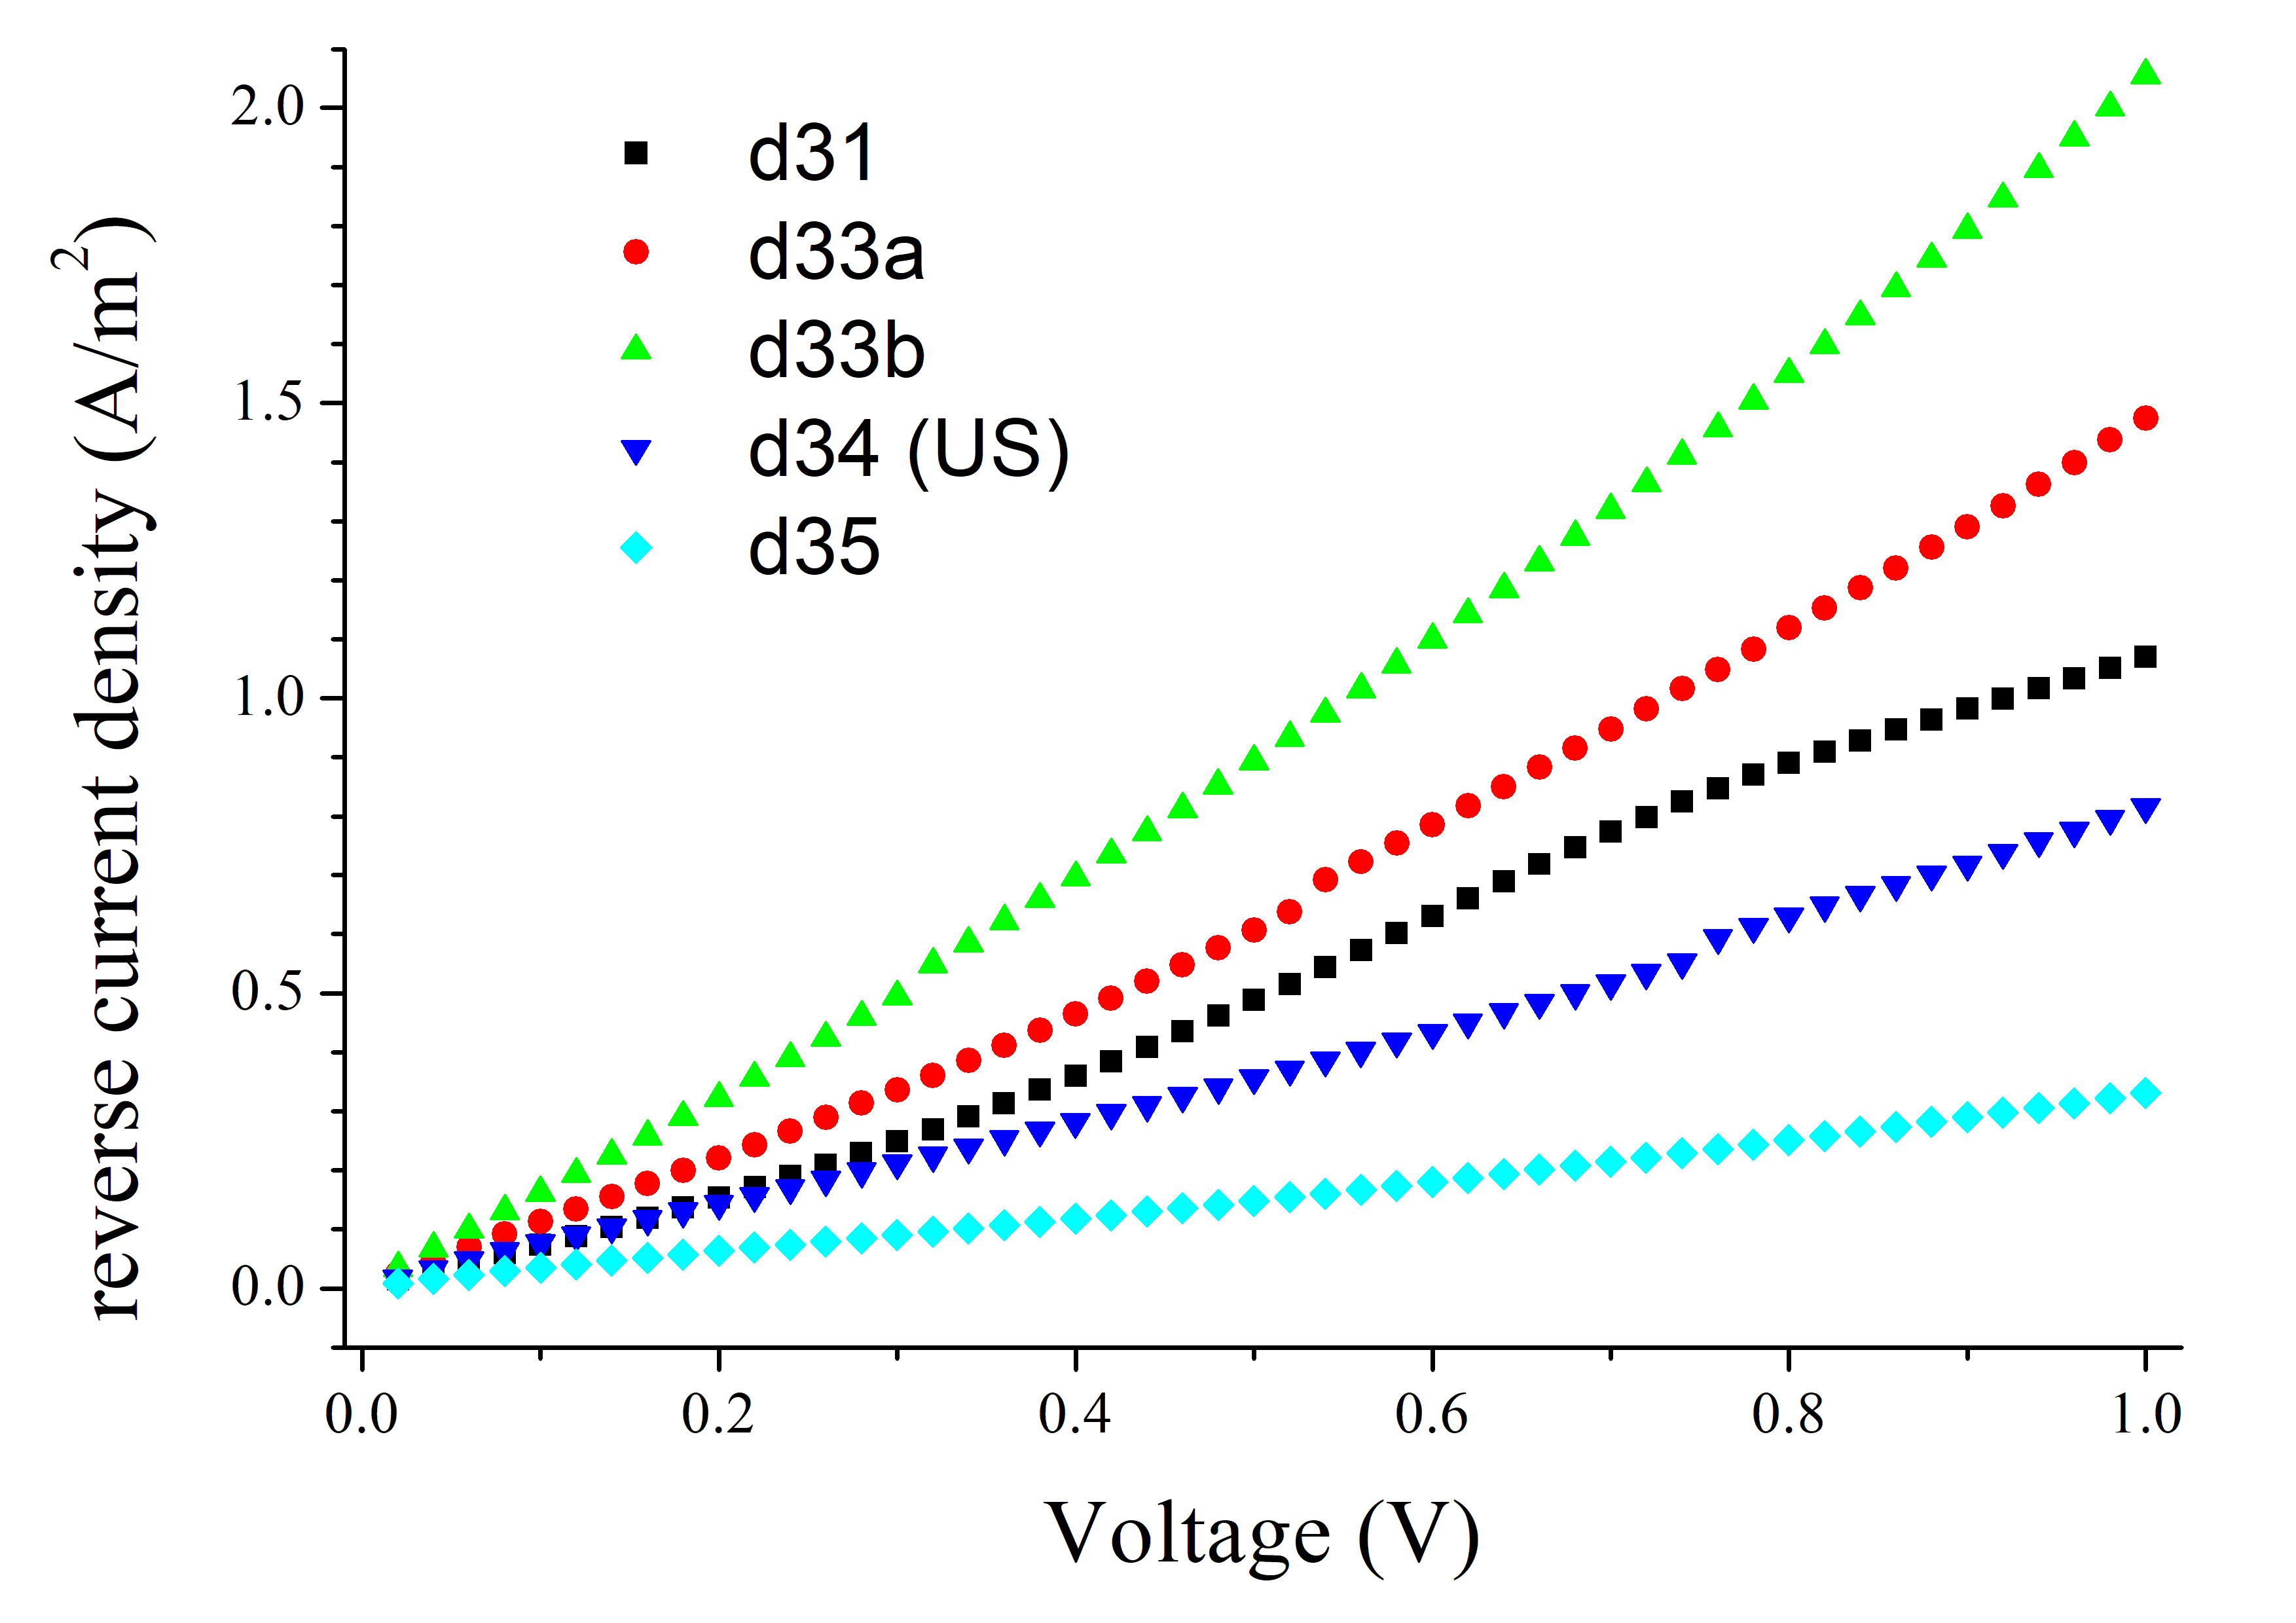 reverse current density (A/m²)
2.0
1.5
1.0
0.5
0.0
d31
d33a
d33b
d34 (US)
d35
0.0 0.2 0.4 0.6 0.8 1.0
Voltage (V)